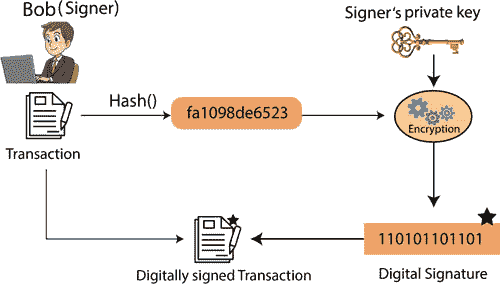 Bob (Signer)
Signer's private key
Hash()
fa1098de6523
Encryption
Transaction
110101101101
Digitally signed Transaction
Digital Signature